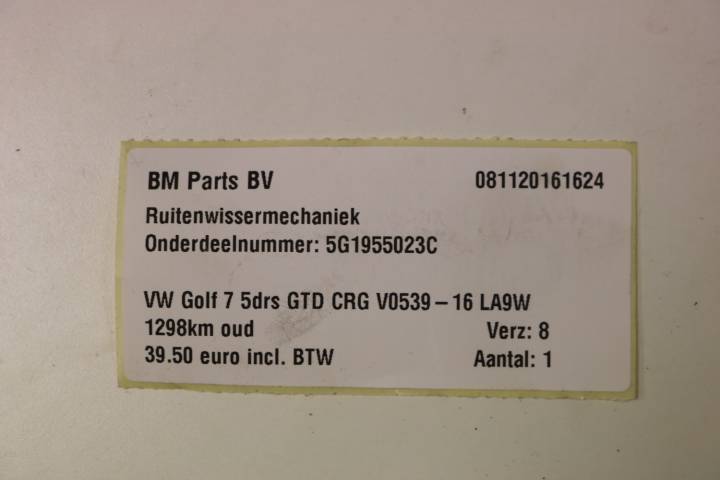 BM Parts BV 081120161624
Ruitenwissermechaniek
Onderdeelnummer: 5G1955023C
VW Golf 7 5drs GTD CRG V0539 - 16 LA9W
1298km oud Verz: 8
39.50 euro incl. BTW Aantal: 1